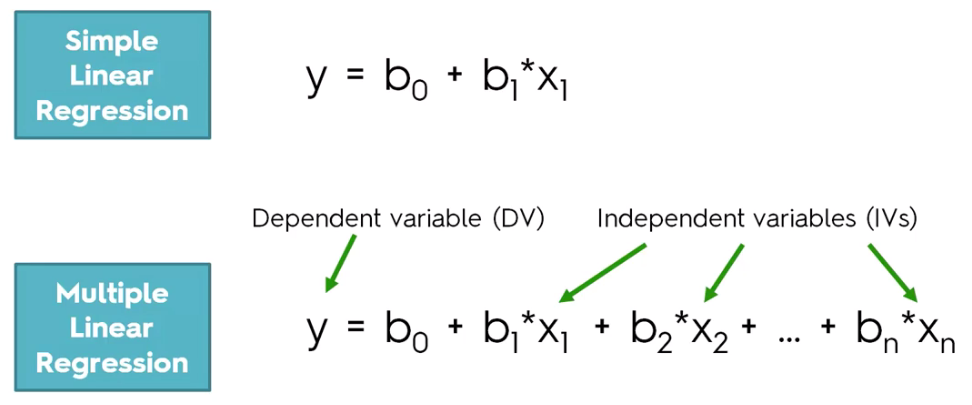 Simple
Linear
Regression
y = b₀ + b₁*x₁
Dependent variable (DV)
Independent variables (IVs)
Multiple
Linear
Regression
y = b₀ + b₁*x₁ + b₂*x₂ + ... + bₙ*xₙ